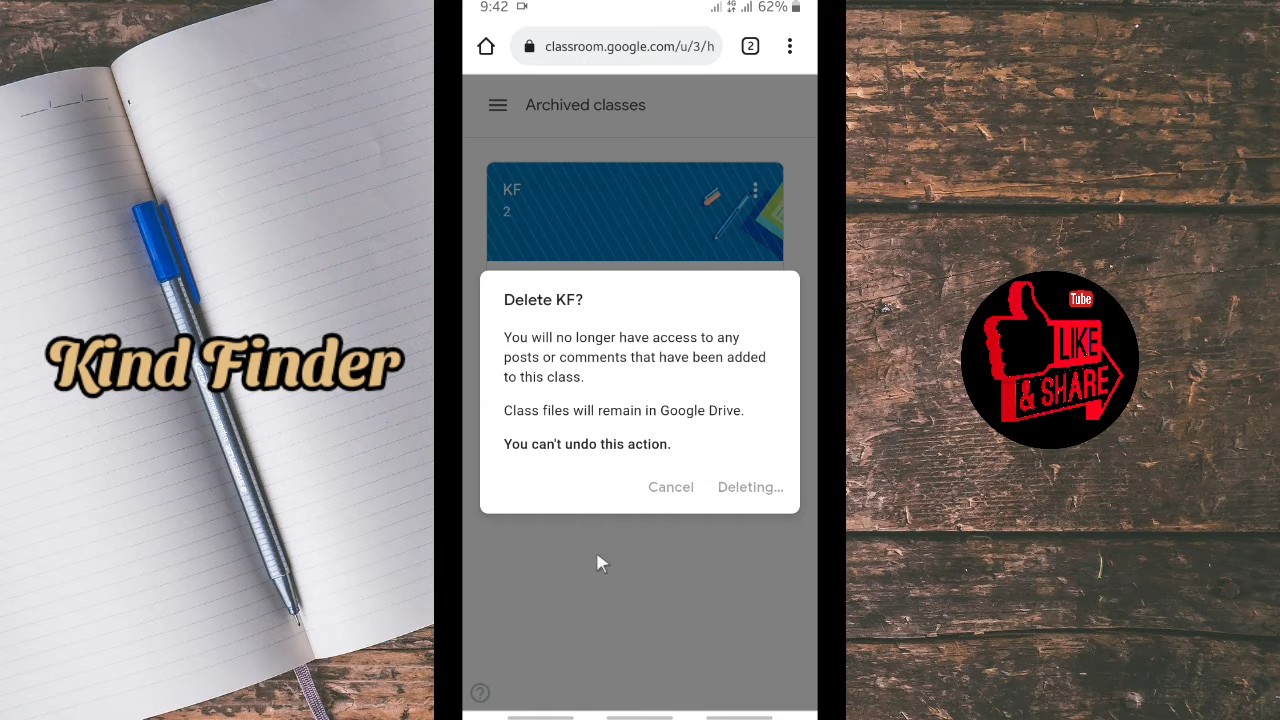 9:42
4G
62%
classroom.google.com/u/3/h
2
Archived classes
KF
2
Delete KF?
You will no longer have access to any
posts or comments that have been added
to this class.
Class files will remain in Google Drive.
You can't undo this action.
Cancel
Deleting...
Kind Finder
Tube
LIKE
& SHARE